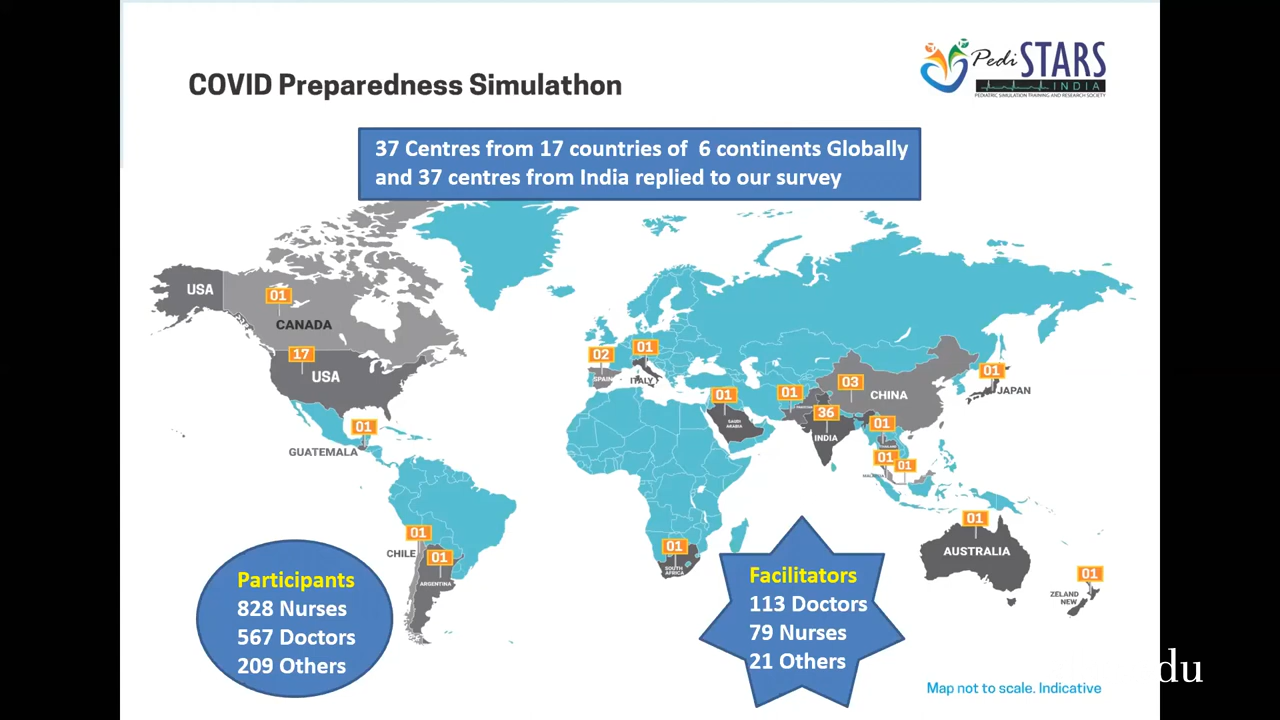 Pedi STARS
INDIA
PEDIATRIC SIMULATION TRAINING AND RESEARCH SOCIETY
COVID Preparedness Simulathon
37 Centres from 17 countries of 6 continents Globally
and 37 centres from India replied to our survey
USA
01
CANADA
17
USA
01
GUATEMALA
02
SPAIN
01
ITALY
01
SAUDI
ARABIA
01
03
CHINA
01
JAPAN
36
INDIA
01
01
01
01
CHILE
01
ARGENTINA
01
SOUTH
AFRICA
01
AUSTRALIA
01
ZELAND
NEW
Participants
828 Nurses
567 Doctors
209 Others
Facilitators
113 Doctors
79 Nurses
21 Others
Map not to scale. Indicative
du